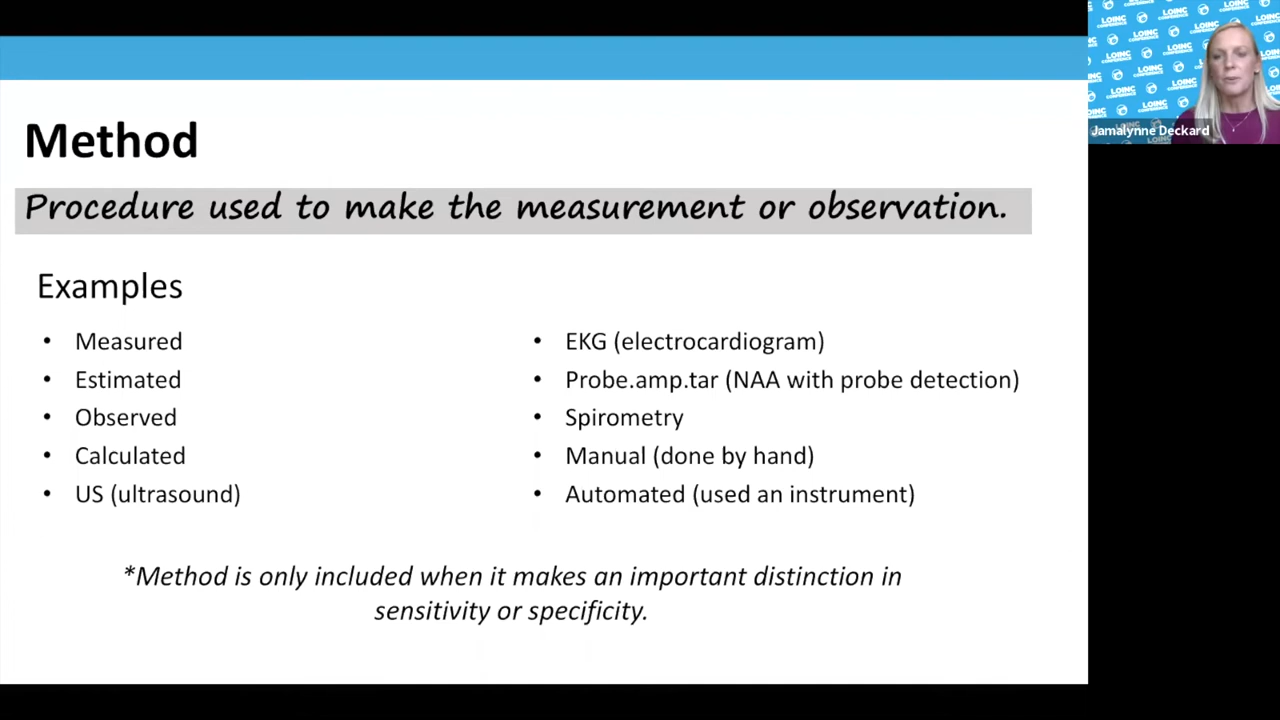 Method
Procedure used to make the measurement or observation.
Examples
• Measured
• Estimated
• Observed
• Calculated
• US (ultrasound)
• EKG (electrocardiogram)
• Probe.amp.tar (NAA with probe detection)
• Spirometry
• Manual (done by hand)
• Automated (used an instrument)
*Method is only included when it makes an important distinction in
sensitivity or specificity.
LOINC
CONFERENCE
Jamalynne Deckard